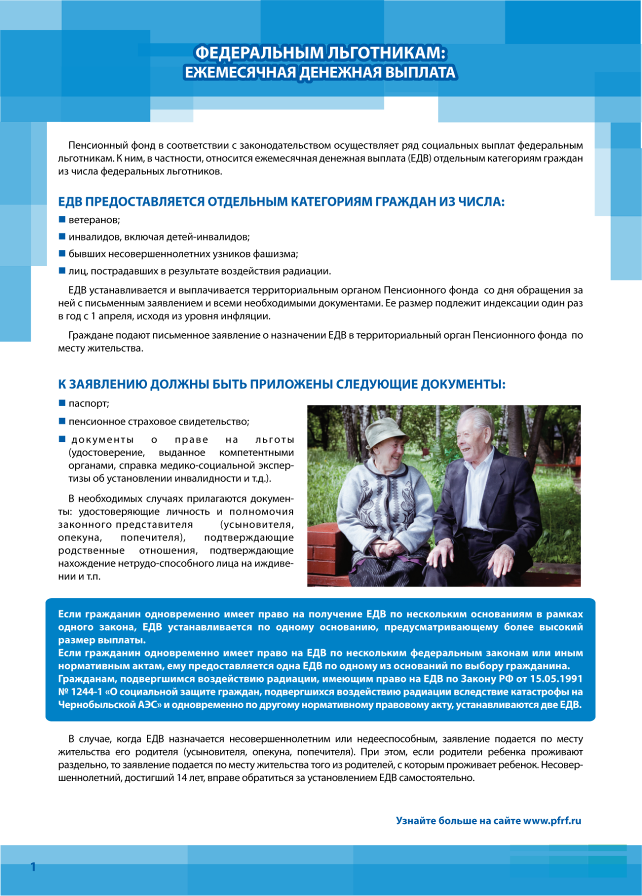 ФЕДЕРАЛЬНЫМ ЛЬГОТНИКАМ:
ЕЖЕМЕСЯЧНАЯ ДЕНЕЖНАЯ ВЫПЛАТА
Пенсионный фонд в соответствии с законодательством осуществляет ряд социальных выплат федеральным
льготникам. К ним, в частности, относится ежемесячная денежная выплата (ЕДВ) отдельным категориям граждан
из числа федеральных льготников.
ЕДВ ПРЕДОСТАВЛЯЕТСЯ ОТДЕЛЬНЫМ КАТЕГОРИЯМ ГРАЖДАН ИЗ ЧИСЛА:
ветеранов;
инвалидов, включая детей-инвалидов;
бывших несовершеннолетних узников фашизма;
лиц, пострадавших в результате воздействия радиации.
ЕДВ устанавливается и выплачивается территориальным органом Пенсионного фонда со дня обращения за
ней с письменным заявлением и всеми необходимыми документами. Ее размер подлежит индексации один раз
в год с 1 апреля, исходя из уровня инфляции.
Граждане подают письменное заявление о назначении ЕДВ в территориальный орган Пенсионного фонда по
месту жительства.
К ЗАЯВЛЕНИЮ ДОЛЖНЫ БЫТЬ ПРИЛОЖЕНЫ СЛЕДУЮЩИЕ ДОКУМЕНТЫ:
паспорт;
пенсионное страховое свидетельство;
документы о праве на льготы
(удостоверение, выданное компетентными
органами, справка медико-социальной экспер-
тизы об установлении инвалидности и т.д.).
В необходимых случаях прилагаются докумен-
ты: удостоверяющие личность и полномочия
законного представителя (усыновителя,
опекуна, попечителя), подтверждающие
родственные отношения, подтверждающие
нахождение нетрудо-способного лица на иждиве-
нии и т.п.
Если гражданин одновременно имеет право на получение ЕДВ по нескольким основаниям в рамках
одного закона, ЕДВ устанавливается по одному основанию, предусматривающему более высокий
размер выплаты.
Если гражданин одновременно имеет право на ЕДВ по нескольким федеральным законам или иным
нормативным актам, ему предоставляется одна ЕДВ по одному из оснований по выбору гражданина.
Гражданам, подвергшимся воздействию радиации, имеющим право на ЕДВ по Закону РФ от 15.05.1991
№ 1244-1 «О социальной защите граждан, подвергшихся воздействию радиации вследствие катастрофы на
Чернобыльской АЭС» и одновременно по другому нормативному правовому акту, устанавливаются две ЕДВ.
В случае, когда ЕДВ назначается несовершеннолетним или недееспособным, заявление подается по месту
жительства его родителя (усыновителя, опекуна, попечителя). При этом, если родители ребенка проживают
раздельно, то заявление подается по месту жительства того из родителей, с которым проживает ребенок. Несовер-
шеннолетний, достигший 14 лет, вправе обратиться за установлением ЕДВ самостоятельно.
Узнайте больше на сайте www.pfrf.ru
1